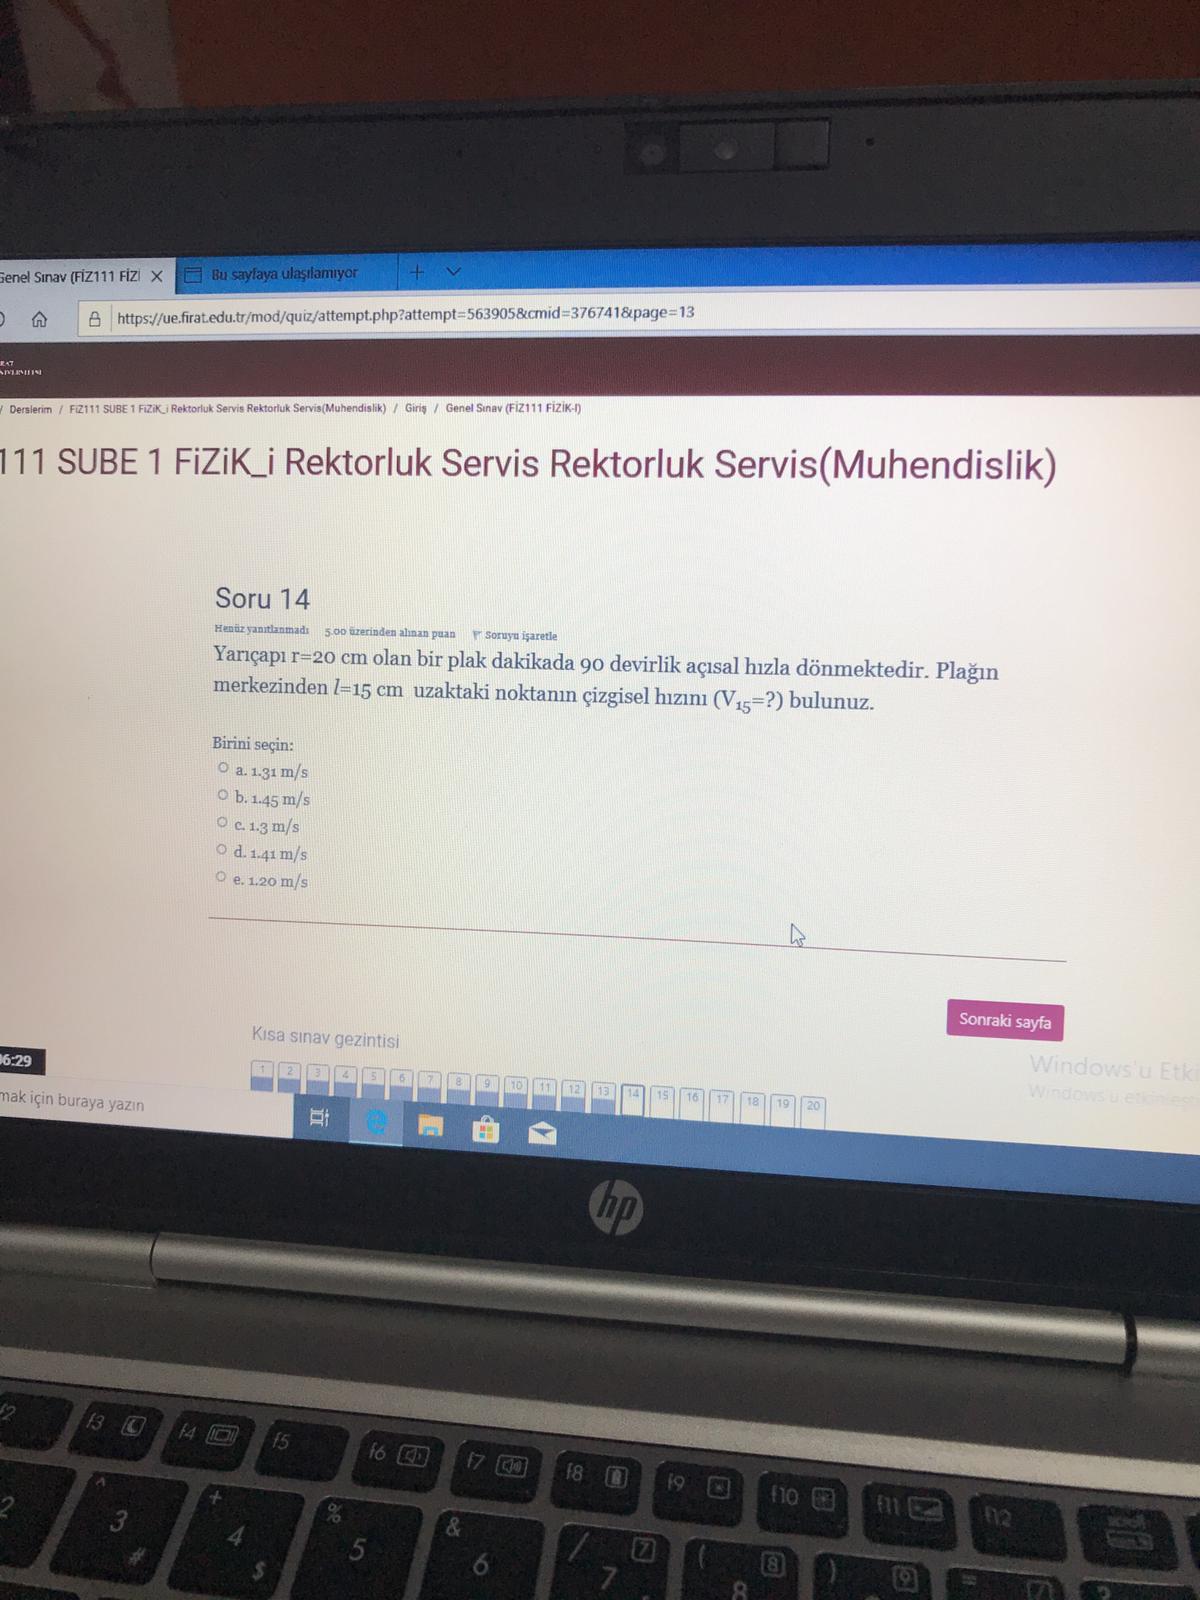 Genel Sınav (FİZ111 FİZİ
Bu sayfaya ulaşılamıyor
https://ue.firat.edu.tr/mod/quiz/attempt.php?attempt=563905&cmid=376741&page=13
/ Derslerim / FiZ111 SUBE 1 FiZiK_i Rektorluk Servis Rektorluk Servis(Muhendislik) / Giriş / Genel Sınav (FİZ111 FİZİK-I)
111 SUBE 1 FiZiK_i Rektorluk Servis Rektorluk Servis(Muhendislik)
Soru 14
Henüz yanıtlanmadı 5.00 üzerinden alınan puan Soruyu işaretle
Yarıçapı r=20 cm olan bir plak dakikada 90 devirlik açısal hızla dönmektedir. Plağın
merkezinden l=15 cm uzaktaki noktanın çizgisel hızını (V₁₅=?) bulunuz.
Birini seçin:
a. 1.31 m/s
b. 1.45 m/s
c. 1.3 m/s
d. 1.41 m/s
e. 1.20 m/s
Sonraki sayfa
Kısa sınav gezintisi
6:29
1 2 3 4 5 6 7 8 9 10 11 12 13 14 15 16 17 18 19 20
Windows'u Etki
Windows'u etkinleşt
mak için buraya yazın
hp
f2 f3 f4 f5 f6 f7 f8 f9 f10 f11 f12
2 3 ^ # 4 + $ 5 % 6 & 7 / 8 ( ) 9 =